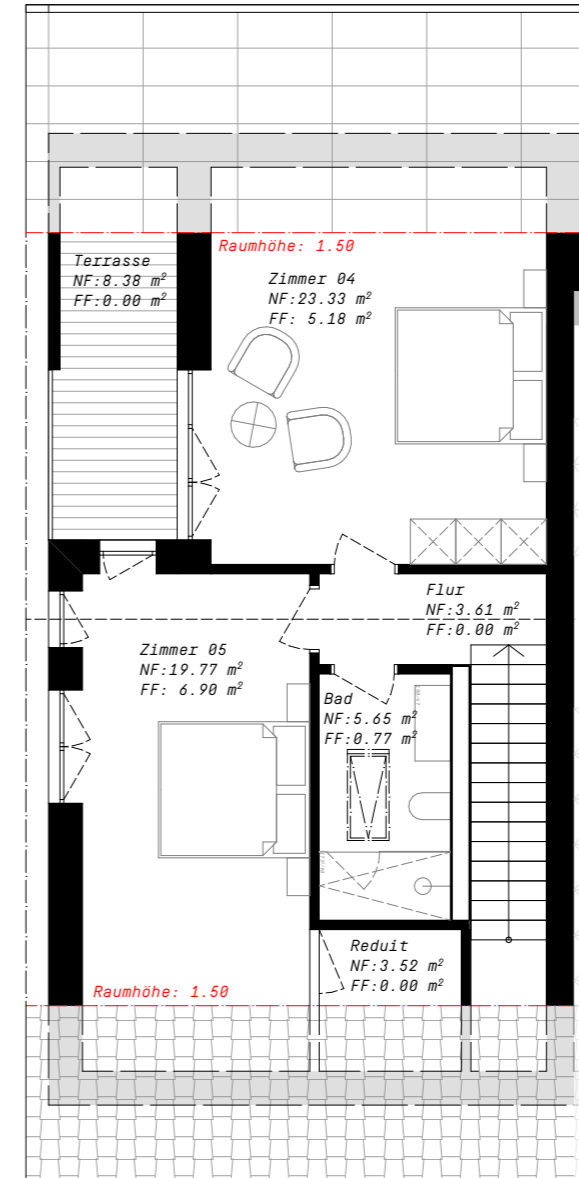 Raumhöhe: 1.50
Terrasse
NF:8.38 m²
FF:0.00 m²
Zimmer 04
NF:23.33 m²
FF: 5.18 m²
Flur
NF:3.61 m²
FF:0.00 m²
Zimmer 05
NF:19.77 m²
FF: 6.90 m²
Bad
NF:5.65 m²
FF:0.77 m²
Reduit
NF:3.52 m²
FF:0.00 m²
Raumhöhe: 1.50